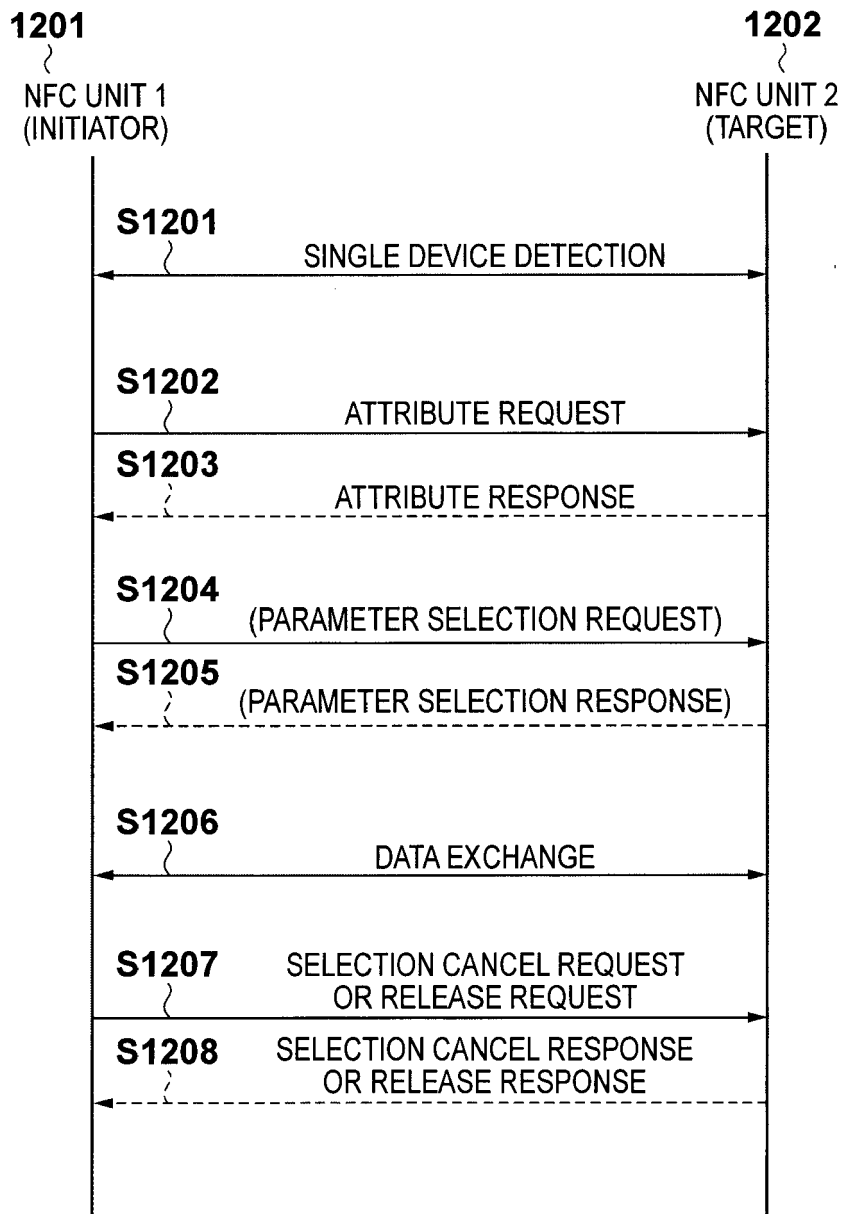 1201
1202
NFC UNIT 1
(INITIATOR)
NFC UNIT 2
(TARGET)
S1201
SINGLE DEVICE DETECTION
S1202
ATTRIBUTE REQUEST
S1203
ATTRIBUTE RESPONSE
S1204
(PARAMETER SELECTION REQUEST)
S1205
(PARAMETER SELECTION RESPONSE)
S1206
DATA EXCHANGE
S1207
SELECTION CANCEL REQUEST
OR RELEASE REQUEST
S1208
SELECTION CANCEL RESPONSE
OR RELEASE RESPONSE